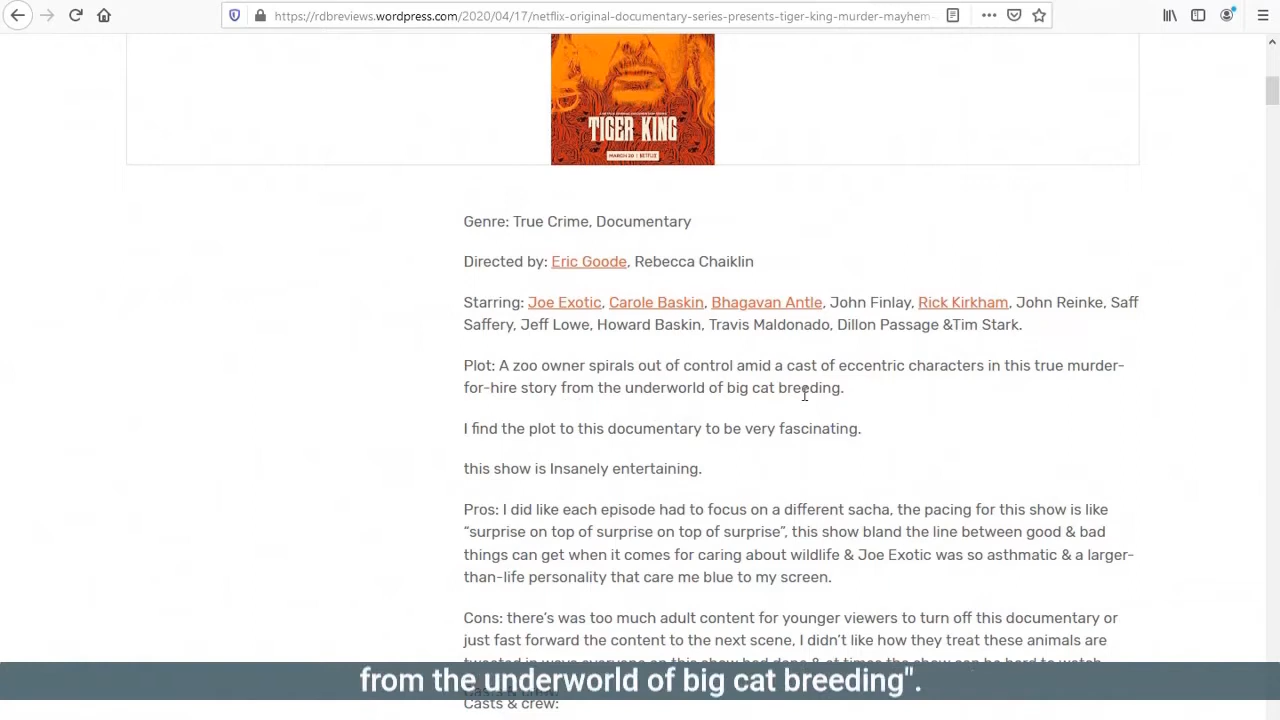 https://rdbreviews.wordpress.com/2020/04/17/netflix-original-documentary-series-presents-tiger-king-murder-mayhem-
TIGER KING
MARCH 20 | NETFLIX
Genre: True Crime, Documentary
Directed by: Eric Goode, Rebecca Chaiklin
Starring: Joe Exotic, Carole Baskin, Bhagavan Antle, John Finlay, Rick Kirkham, John Reinke, Saff
Saffery, Jeff Lowe, Howard Baskin, Travis Maldonado, Dillon Passage &Tim Stark.
Plot: A zoo owner spirals out of control amid a cast of eccentric characters in this true murder-
for-hire story from the underworld of big cat breeding.
I find the plot to this documentary to be very fascinating.
this show is Insanely entertaining.
Pros: I did like each episode had to focus on a different sacha, the pacing for this show is like
“surprise on top of surprise on top of surprise”, this show bland the line between good & bad
things can get when it comes for caring about wildlife & Joe Exotic was so asthmatic & a larger-
than-life personality that care me blue to my screen.
Cons: there’s was too much adult content for younger viewers to turn off this documentary or
just fast forward the content to the next scene, I didn’t like how they treat these animals are
from the underworld of big cat breeding".
Casts & crew: